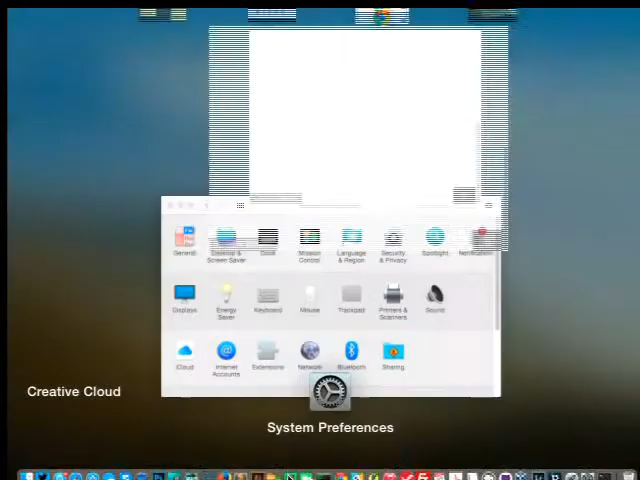 General
Desktop &
Screen Saver
Dock
Mission
Control
Language
& Region
Security
& Privacy
Spotlight
Notifications
Displays
Energy
Saver
Keyboard
Mouse
Trackpad
Printers &
Scanners
Sound
iCloud
Internet
Accounts
Extensions
Network
Bluetooth
Sharing
Creative Cloud
System Preferences